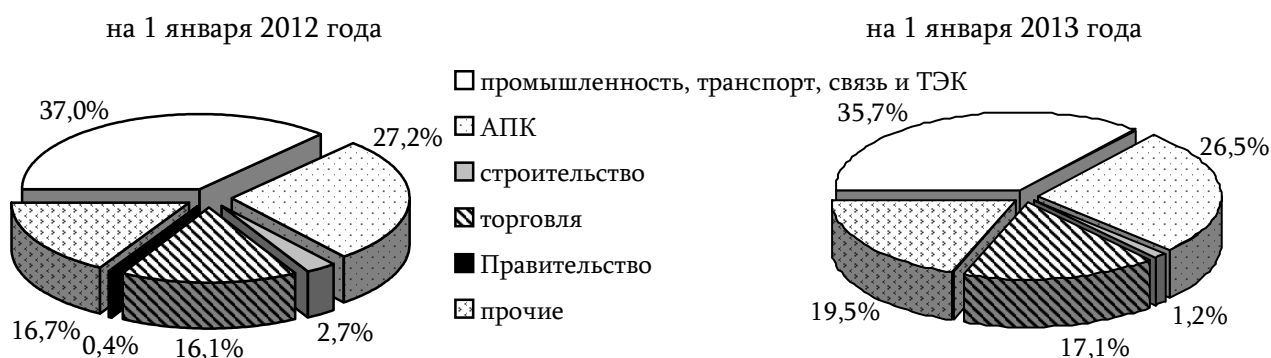 на 1 января 2012 года
на 1 января 2013 года
промышленность, транспорт, связь и ТЭК
АПК
строительство
торговля
Правительство
прочие
37,0%
27,2%
16,7%
0,4%
16,1%
2,7%
35,7%
26,5%
19,5%
17,1%
1,2%